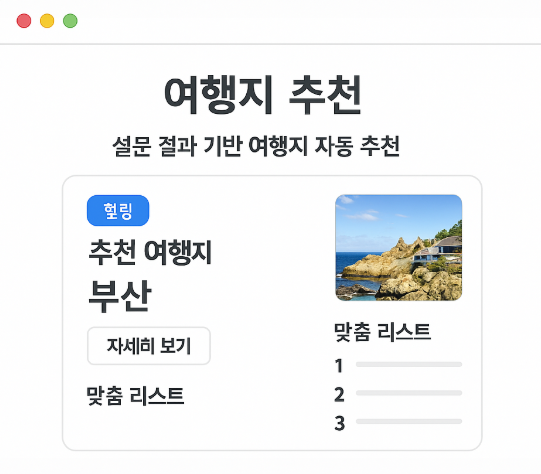 여행지 추천
설문 결과 기반 여행지 자동 추천
힐링
추천 여행지
부산
자세히 보기
맞춤 리스트
맞춤 리스트
1
2
3